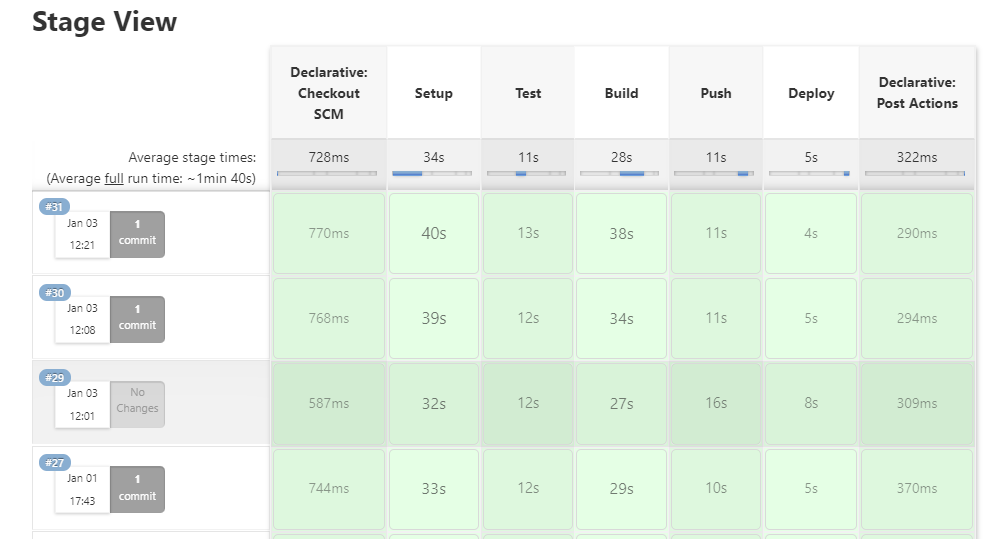 Stage View
Declarative:
Checkout
SCM
Setup
Test
Build
Push
Deploy
Declarative:
Post Actions
Average stage times:
(Average full run time: ~1min 40s)
728ms
34s
11s
28s
11s
5s
322ms
#31
Jan 03
12:21
1
commit
770ms
40s
13s
38s
11s
4s
290ms
#30
Jan 03
12:08
1
commit
768ms
39s
12s
34s
11s
5s
294ms
#29
Jan 03
12:01
No
Changes
587ms
32s
12s
27s
16s
8s
309ms
#27
Jan 01
17:43
1
commit
744ms
33s
12s
29s
10s
5s
370ms